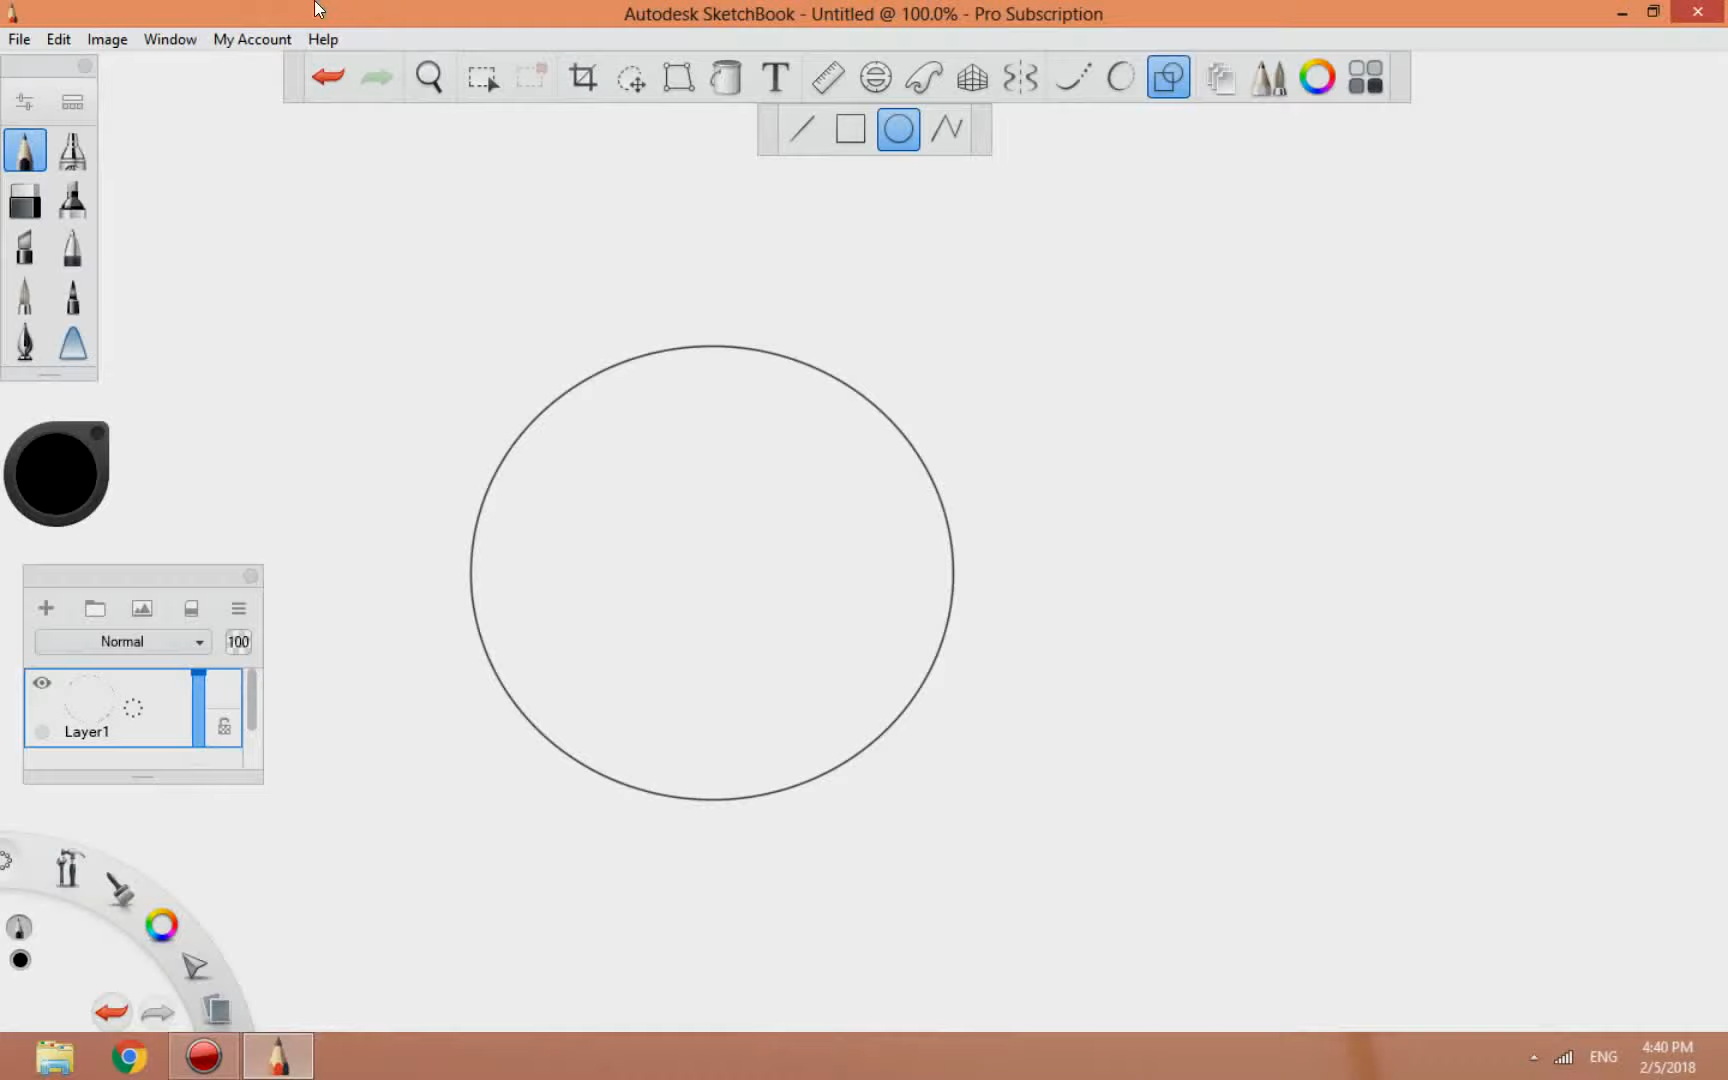 Autodesk SketchBook - Untitled @ 100.0% - Pro Subscription
File Edit Image Window My Account Help
T
Normal 100
Layer1
ENG
4:40 PM
2/5/2018